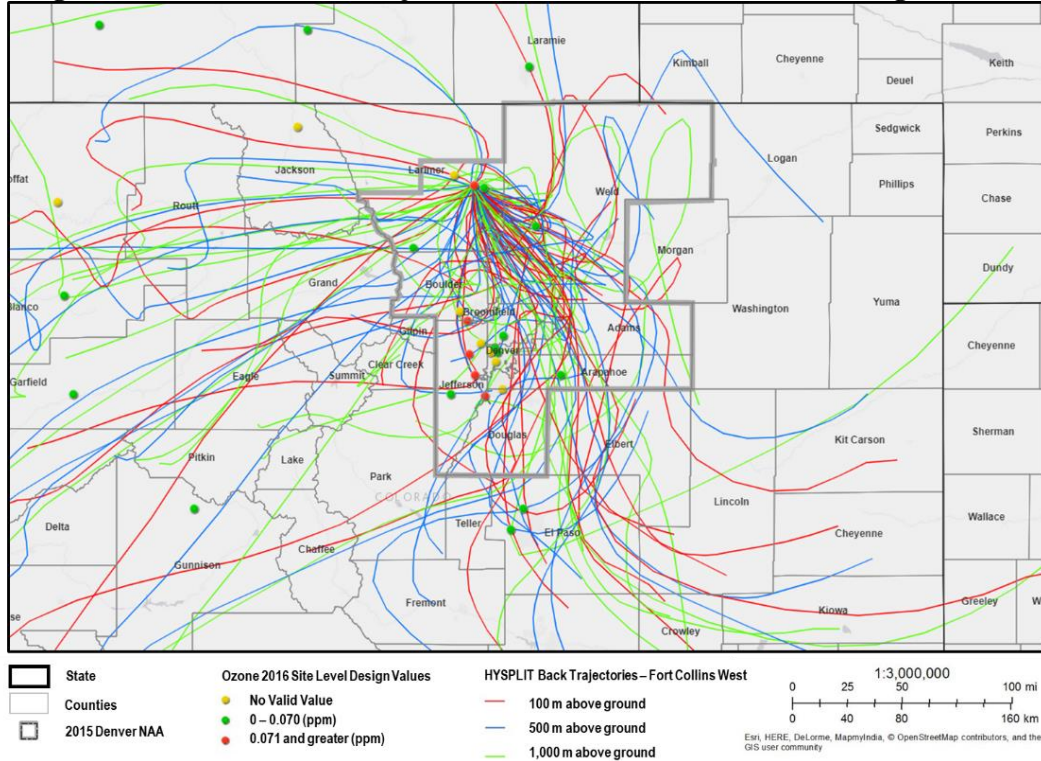 Laramie
Kimball
Cheyenne
Keith
Deuel
Sedgwick
Perkins
Logan
Phillips
Jackson
Larimer
offat
Routt
Weld
Chase
Morgan
Dundy
Grand
Boulder
Blanco
Washington
Yuma
Broomfield
Gilpin
Adams
Cheyenne
Denver
Clear Creek
Garfield
Eagle
Summit
Jefferson
Arapahoe
Douglas
Elbert
Kit Carson
Sherman
Pitkin
Lake
Park
COLORADO
Lincoln
Delta
Teller
El Paso
Cheyenne
Wallace
Chaffee
Gunnison
Fremont
Kiowa
Greeley
W
se
Crowley
State
Counties
2015 Denver NAA
Ozone 2016 Site Level Design Values
No Valid Value
0 – 0.070 (ppm)
0.071 and greater (ppm)
HYSPLIT Back Trajectories – Fort Collins West
100 m above ground
500 m above ground
1,000 m above ground
1:3,000,000
0 25 50 100 mi
0 40 80 160 km
Esri, HERE, DeLorme, MapmyIndia, © OpenStreetMap contributors, and the
GIS user community